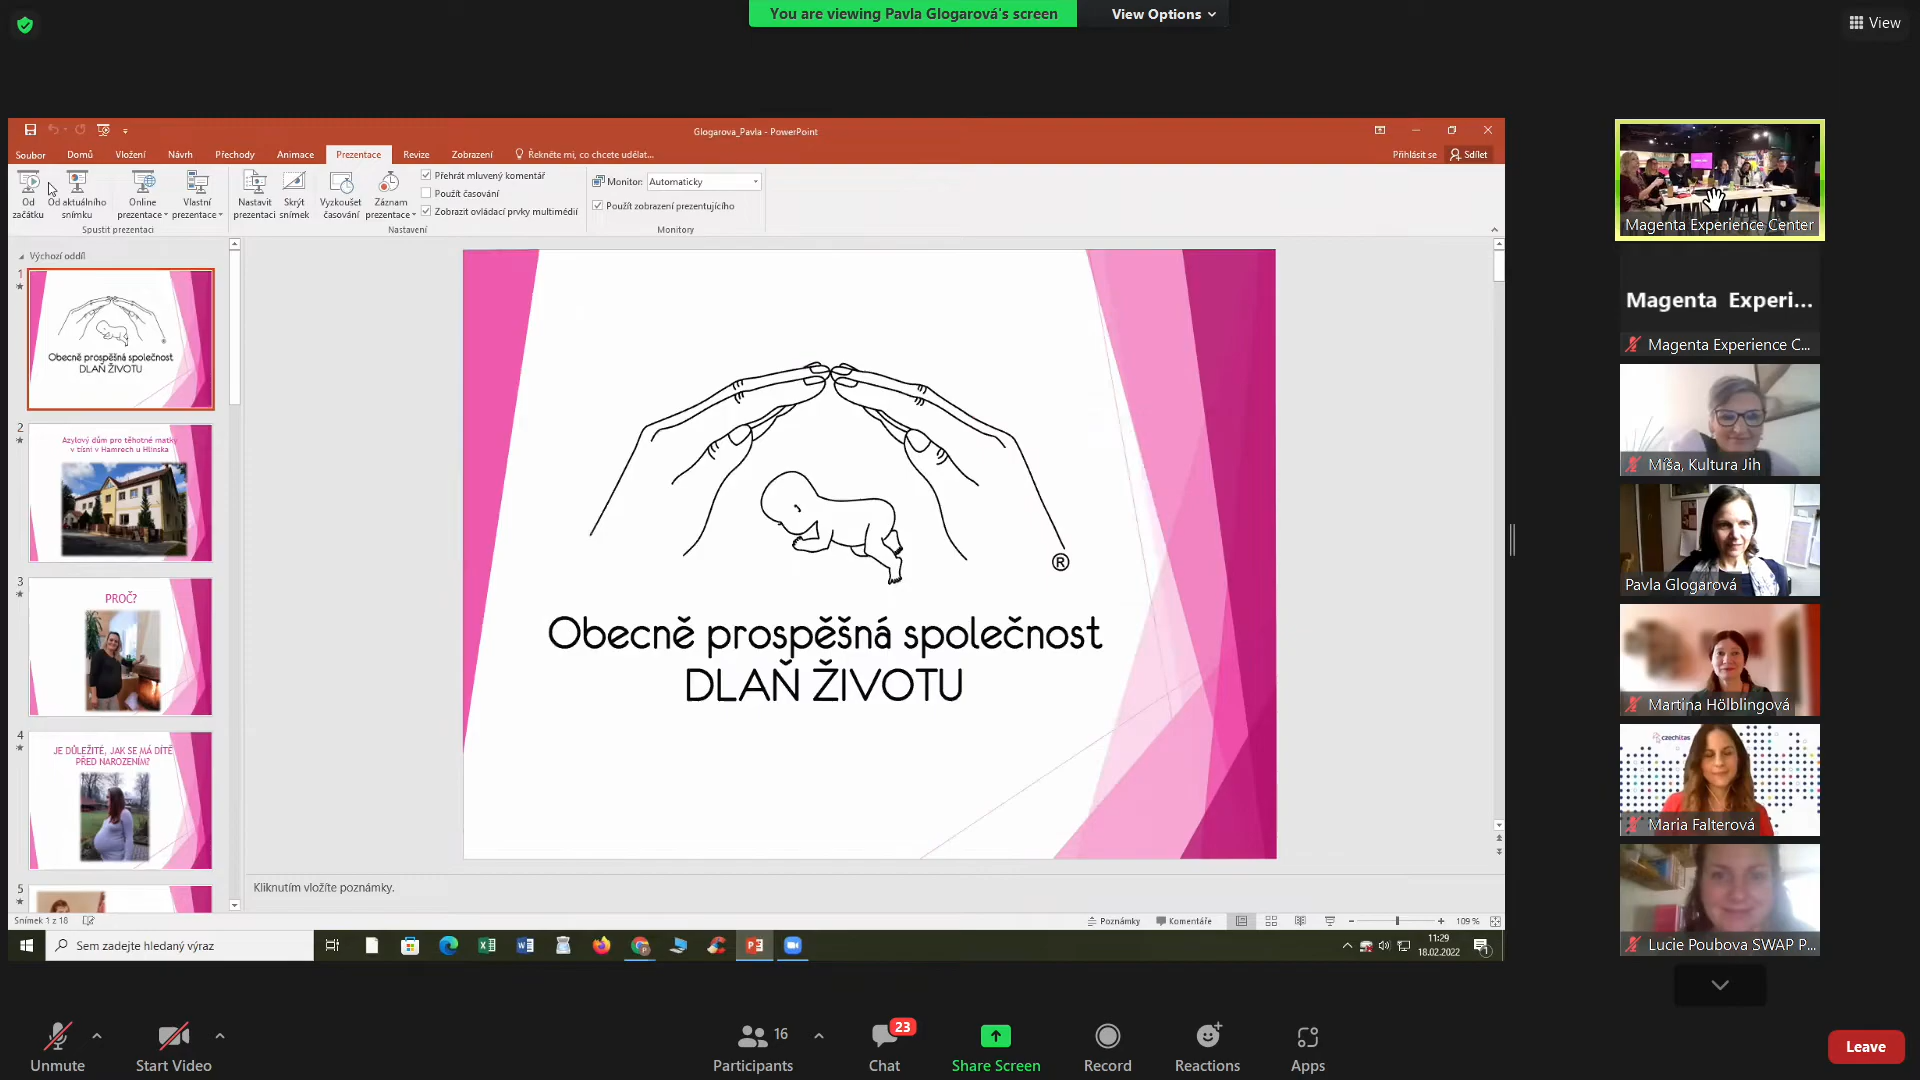 You are viewing Pavla Glogarová's screen
View Options
View
Glogarova_Pavla - PowerPoint
Soubor Domů Vložení Návrh Přechody Animace Prezentace Revize Zobrazení Řekněte mi, co chcete udělat...
Přihlásit se Sdílet
Od začátku
Od aktuálního snímku
Online prezentace
Vlastní prezentace
Nastavit prezentaci
Skrýt snímek
Vyzkoušet časování
Záznam prezentace
Přehrát mluvený komentář
Použít časování
Zobrazit ovládací prvky multimédií
Monitor: Automaticky
Použít zobrazení prezentujícího
Spustit prezentaci
Nastavení
Monitory
Výchozí oddíl
1
Obecně prospěšná společnost
DLAŇ ŽIVOTU
2
Azylový dům pro těhotné matky
v tísni v Hamrech u Hlinska
3
PROČ?
4
JE DŮLEŽITÉ, JAK SE MÁ DÍTĚ
PŘED NAROZENÍM?
5
®
Obecně prospěšná společnost
DLAŇ ŽIVOTU
Kliknutím vložíte poznámky.
Snímek 1 z 18
Poznámky
Komentáře
109 %
Sem zadejte hledaný výraz
11:29
18.02.2022
1
Magenta Experience Center
Magenta Experi...
Magenta Experience C...
Míša, Kultura Jih
Pavla Glogarová
Martina Hölblingová
czechitas
Maria Falterová
Lucie Poubova SWAP P...
Unmute
Start Video
16
Participants
23
Chat
Share Screen
Record
Reactions
Apps
Leave